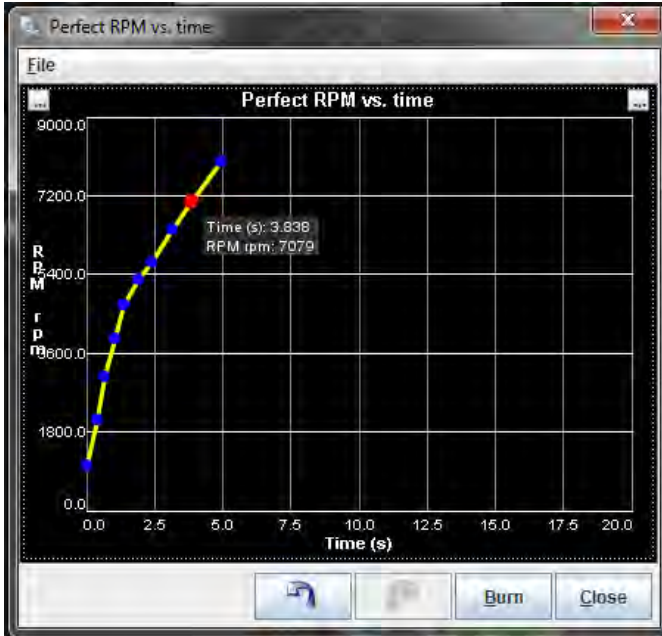 Perfect RPM vs. time
File
...
Perfect RPM vs. time
...
9000.0
7200.0
5400.0
3600.0
1800.0
0.0
RPM rpm
Time (s): 3.838
RPM rpm: 7079
0.0 2.5 5.0 7.5 10.0 12.5 15.0 17.5 20.0
Time (s)
Burn
Close